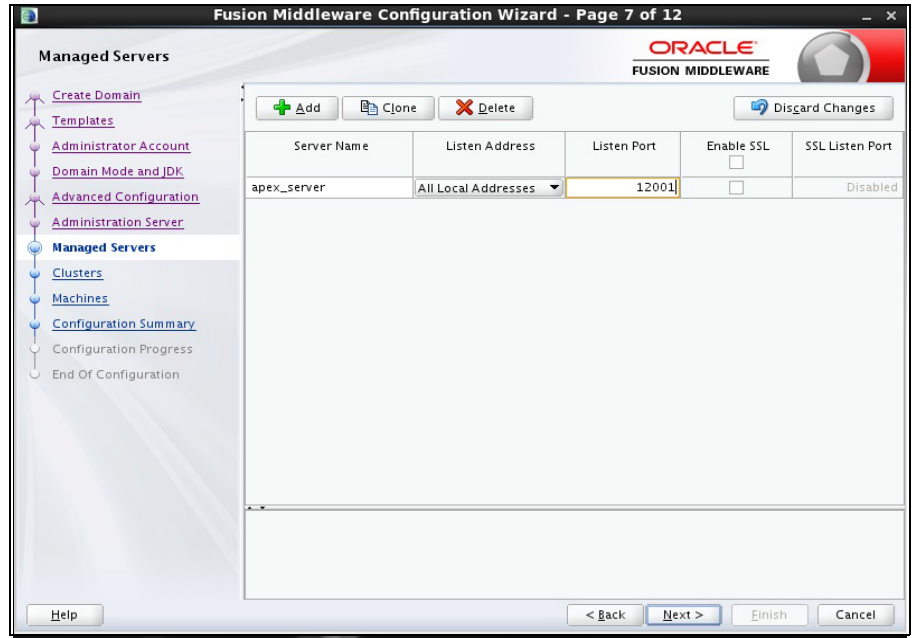 Fusion Middleware Configuration Wizard - Page 7 of 12
Managed Servers
ORACLE
FUSION MIDDLEWARE
Create Domain
Templates
Administrator Account
Domain Mode and JDK
Advanced Configuration
Administration Server
Managed Servers
Clusters
Machines
Configuration Summary
Configuration Progress
End Of Configuration
Add Clone Delete Discard Changes
Server Name Listen Address Listen Port Enable SSL SSL Listen Port
apex_server All Local Addresses 12001 Disabled
Help < Back Next > Finish Cancel